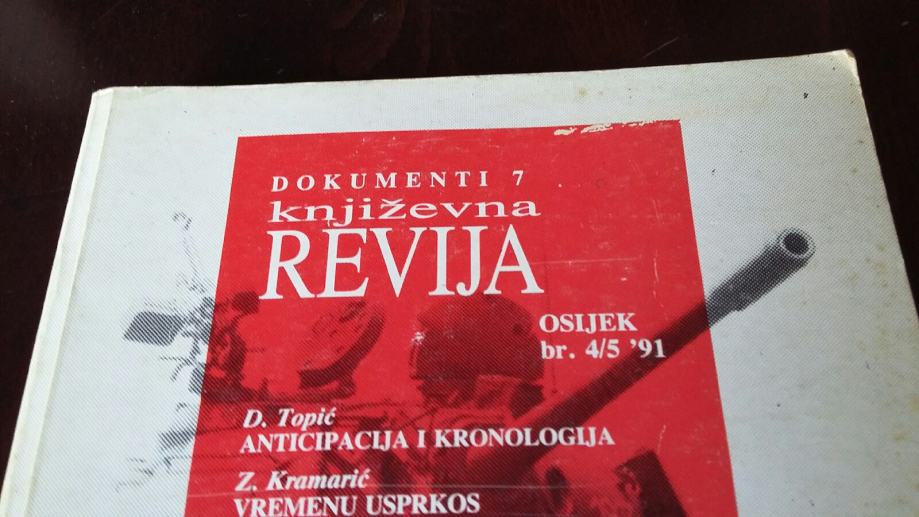 DOKUMENTI 7
književna
REVIJA
OSIJEK
br. 4/5 '91
D. Topić
ANTICIPACIJA I KRONOLOGIJA
Z. Kramarić
VREMENU USPRKOS